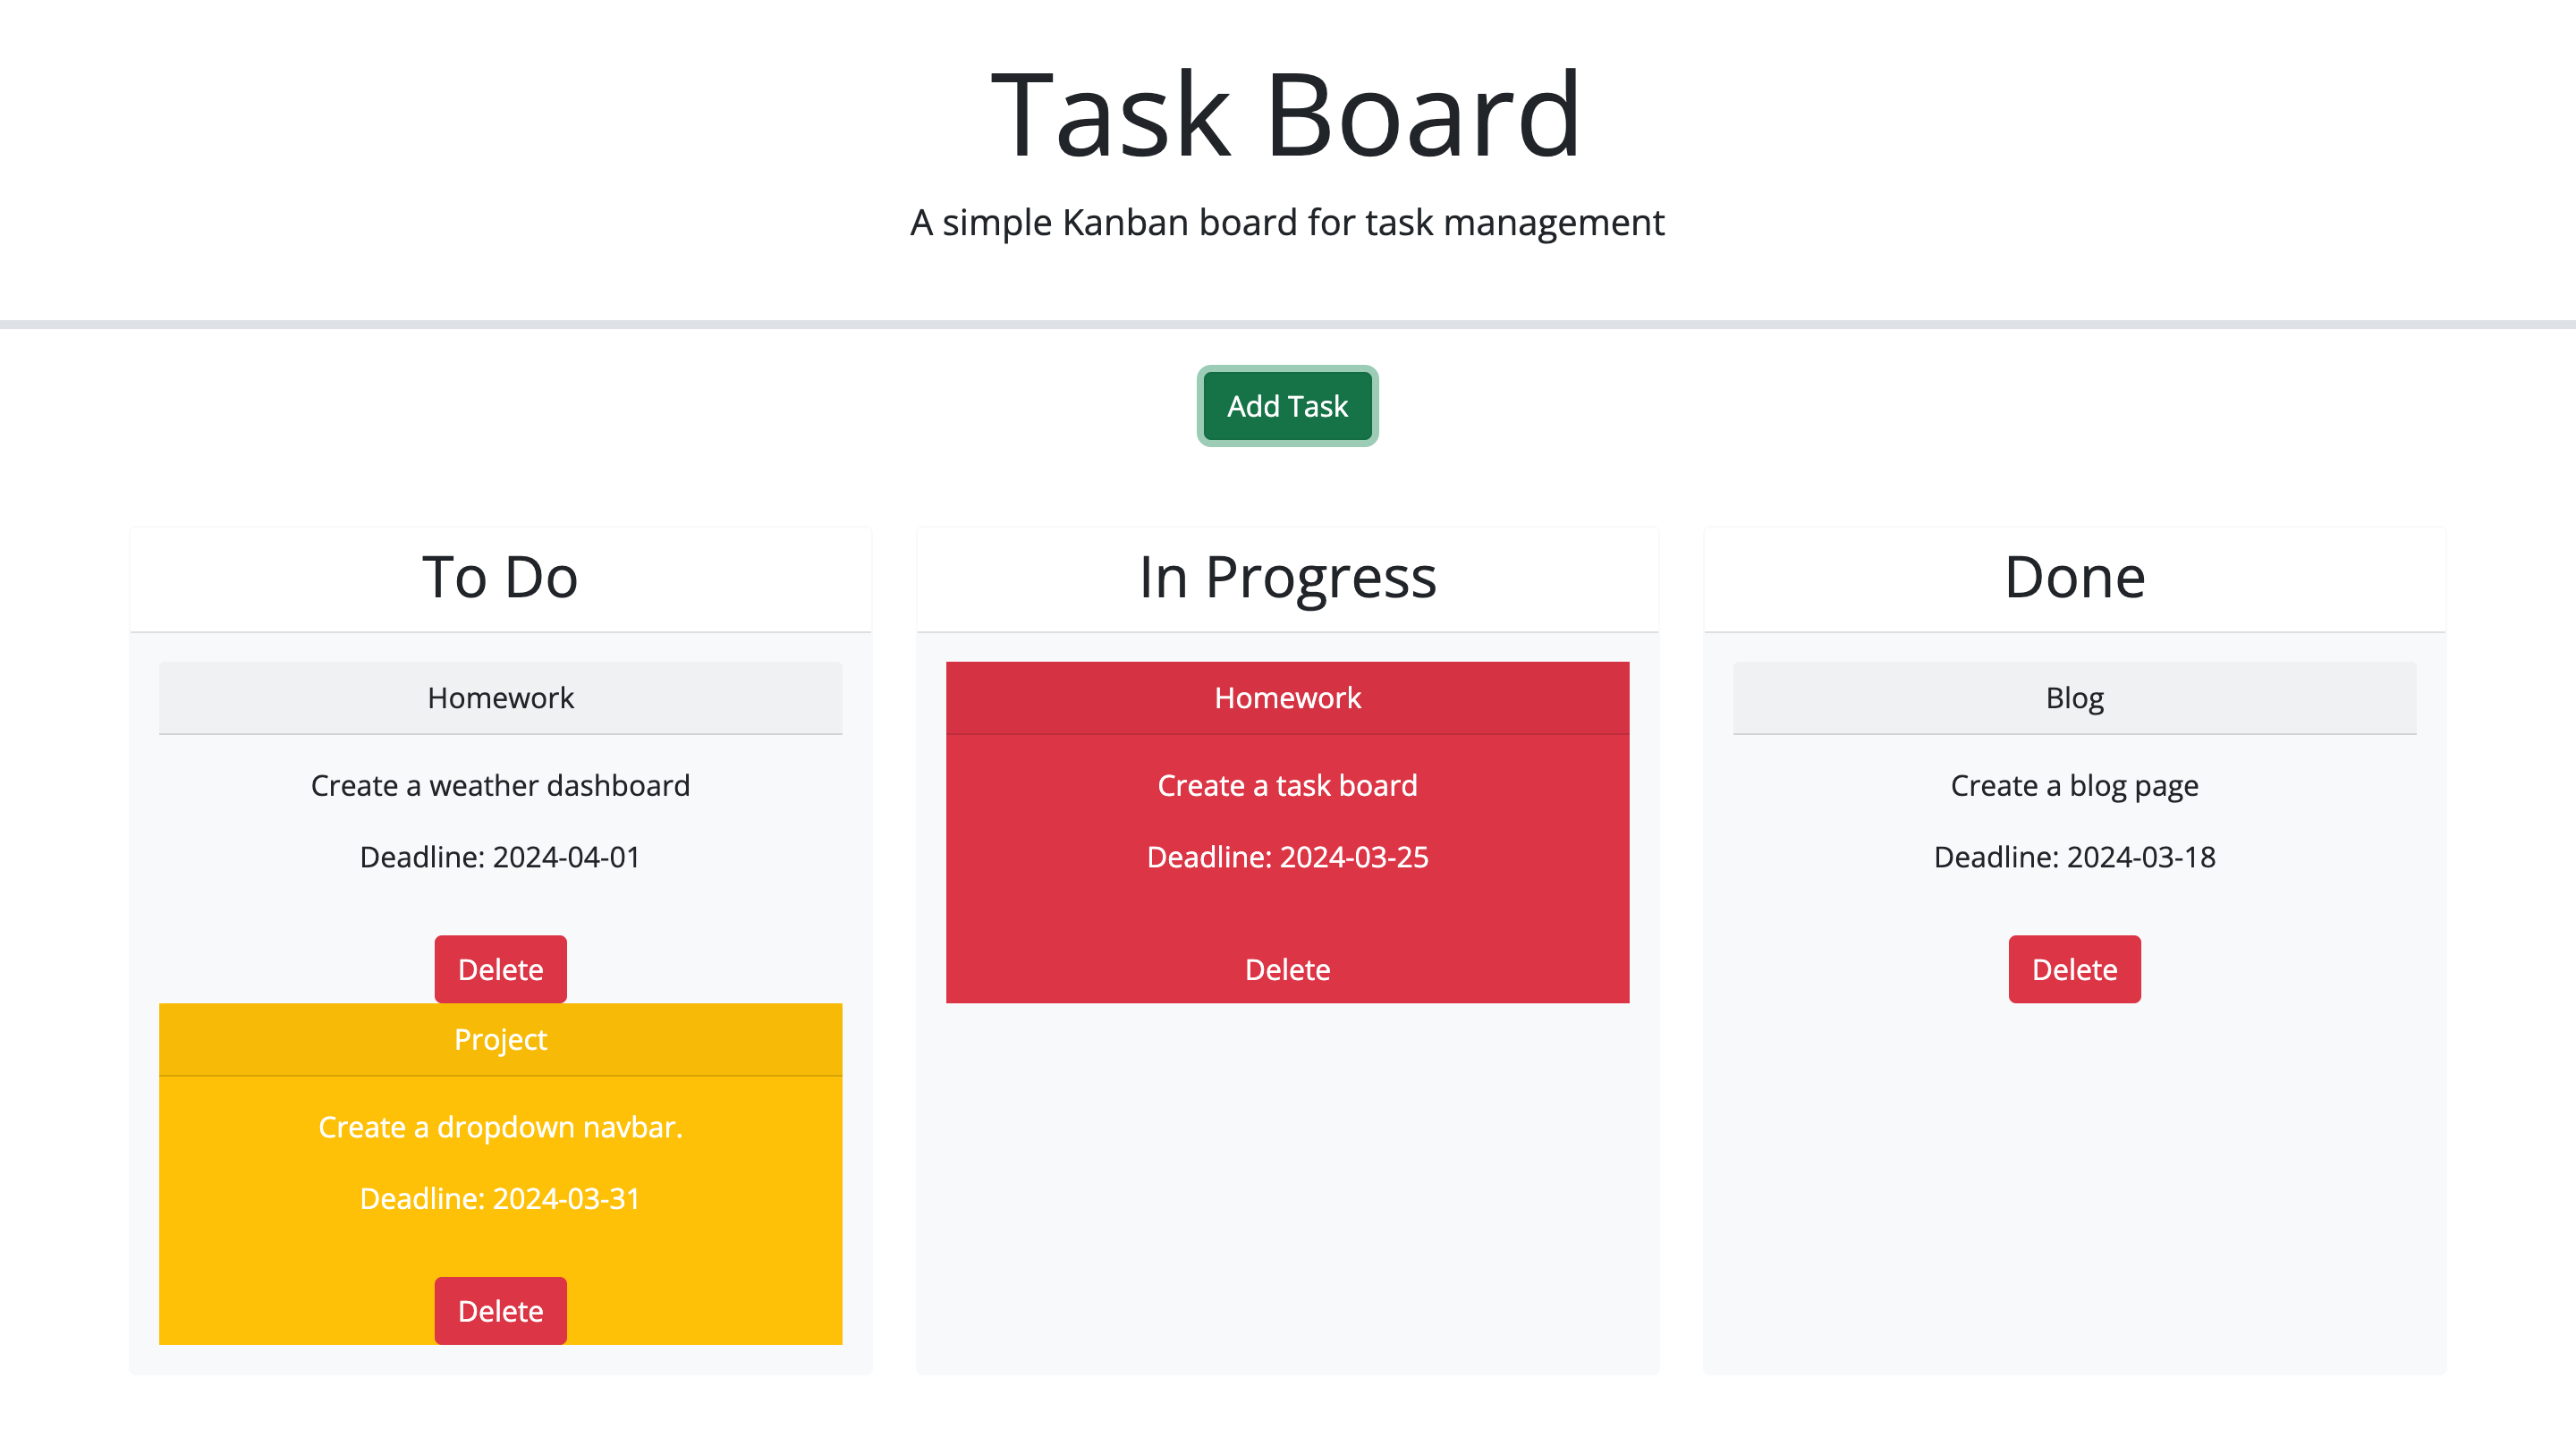 Task Board
A simple Kanban board for task management
Add Task
To Do
Homework
Create a weather dashboard
Deadline: 2024-04-01
Delete
Project
Create a dropdown navbar.
Deadline: 2024-03-31
Delete
In Progress
Homework
Create a task board
Deadline: 2024-03-25
Delete
Done
Blog
Create a blog page
Deadline: 2024-03-18
Delete